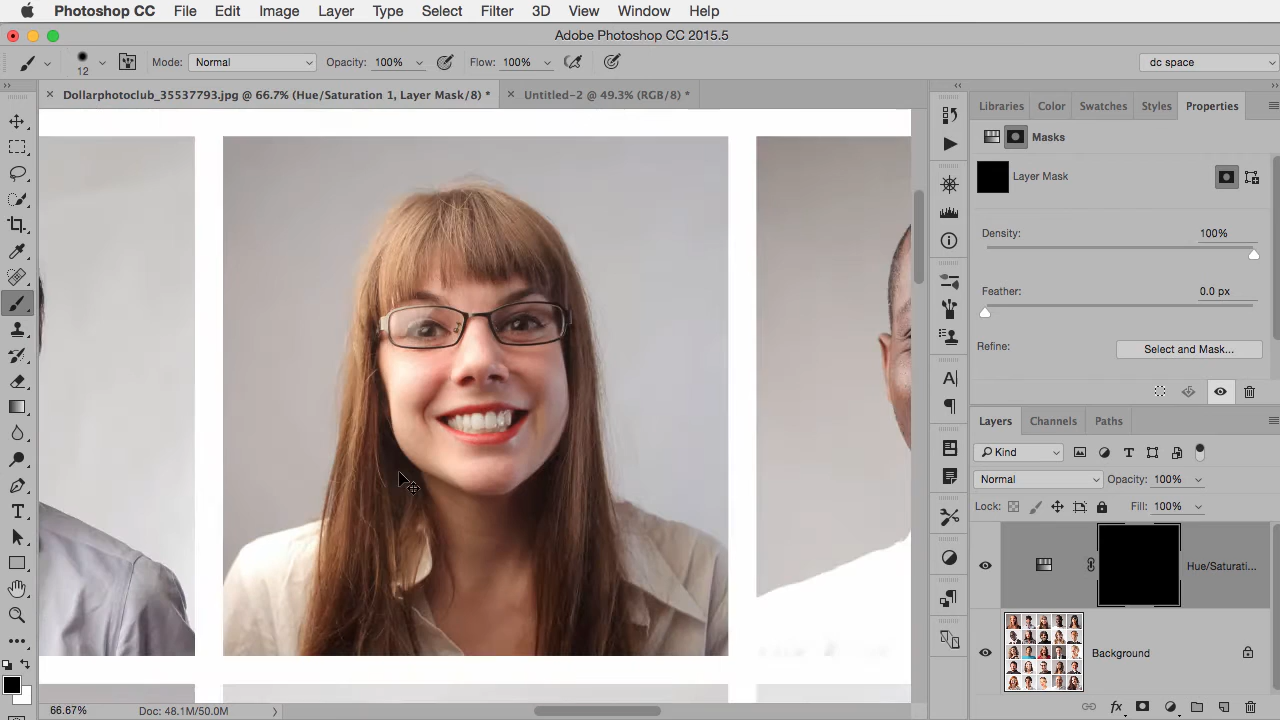 Photoshop CC File Edit Image Layer Type Select Filter 3D View Window Help
Adobe Photoshop CC 2015.5
12 Mode: Normal Opacity: 100% Flow: 100% dc space
Dollarphotoclub_35537793.jpg @ 66.7% (Hue/Saturation 1, Layer Mask/8) * Untitled-2 @ 49.3% (RGB/8) *
Libraries Color Swatches Styles Properties
Masks
Layer Mask
Density: 100%
Feather: 0.0 px
Refine: Select and Mask...
Layers Channels Paths
Kind
Normal Opacity: 100%
Lock: Fill: 100%
Hue/Saturati...
Background
66.67% Doc: 48.1M/50.0M